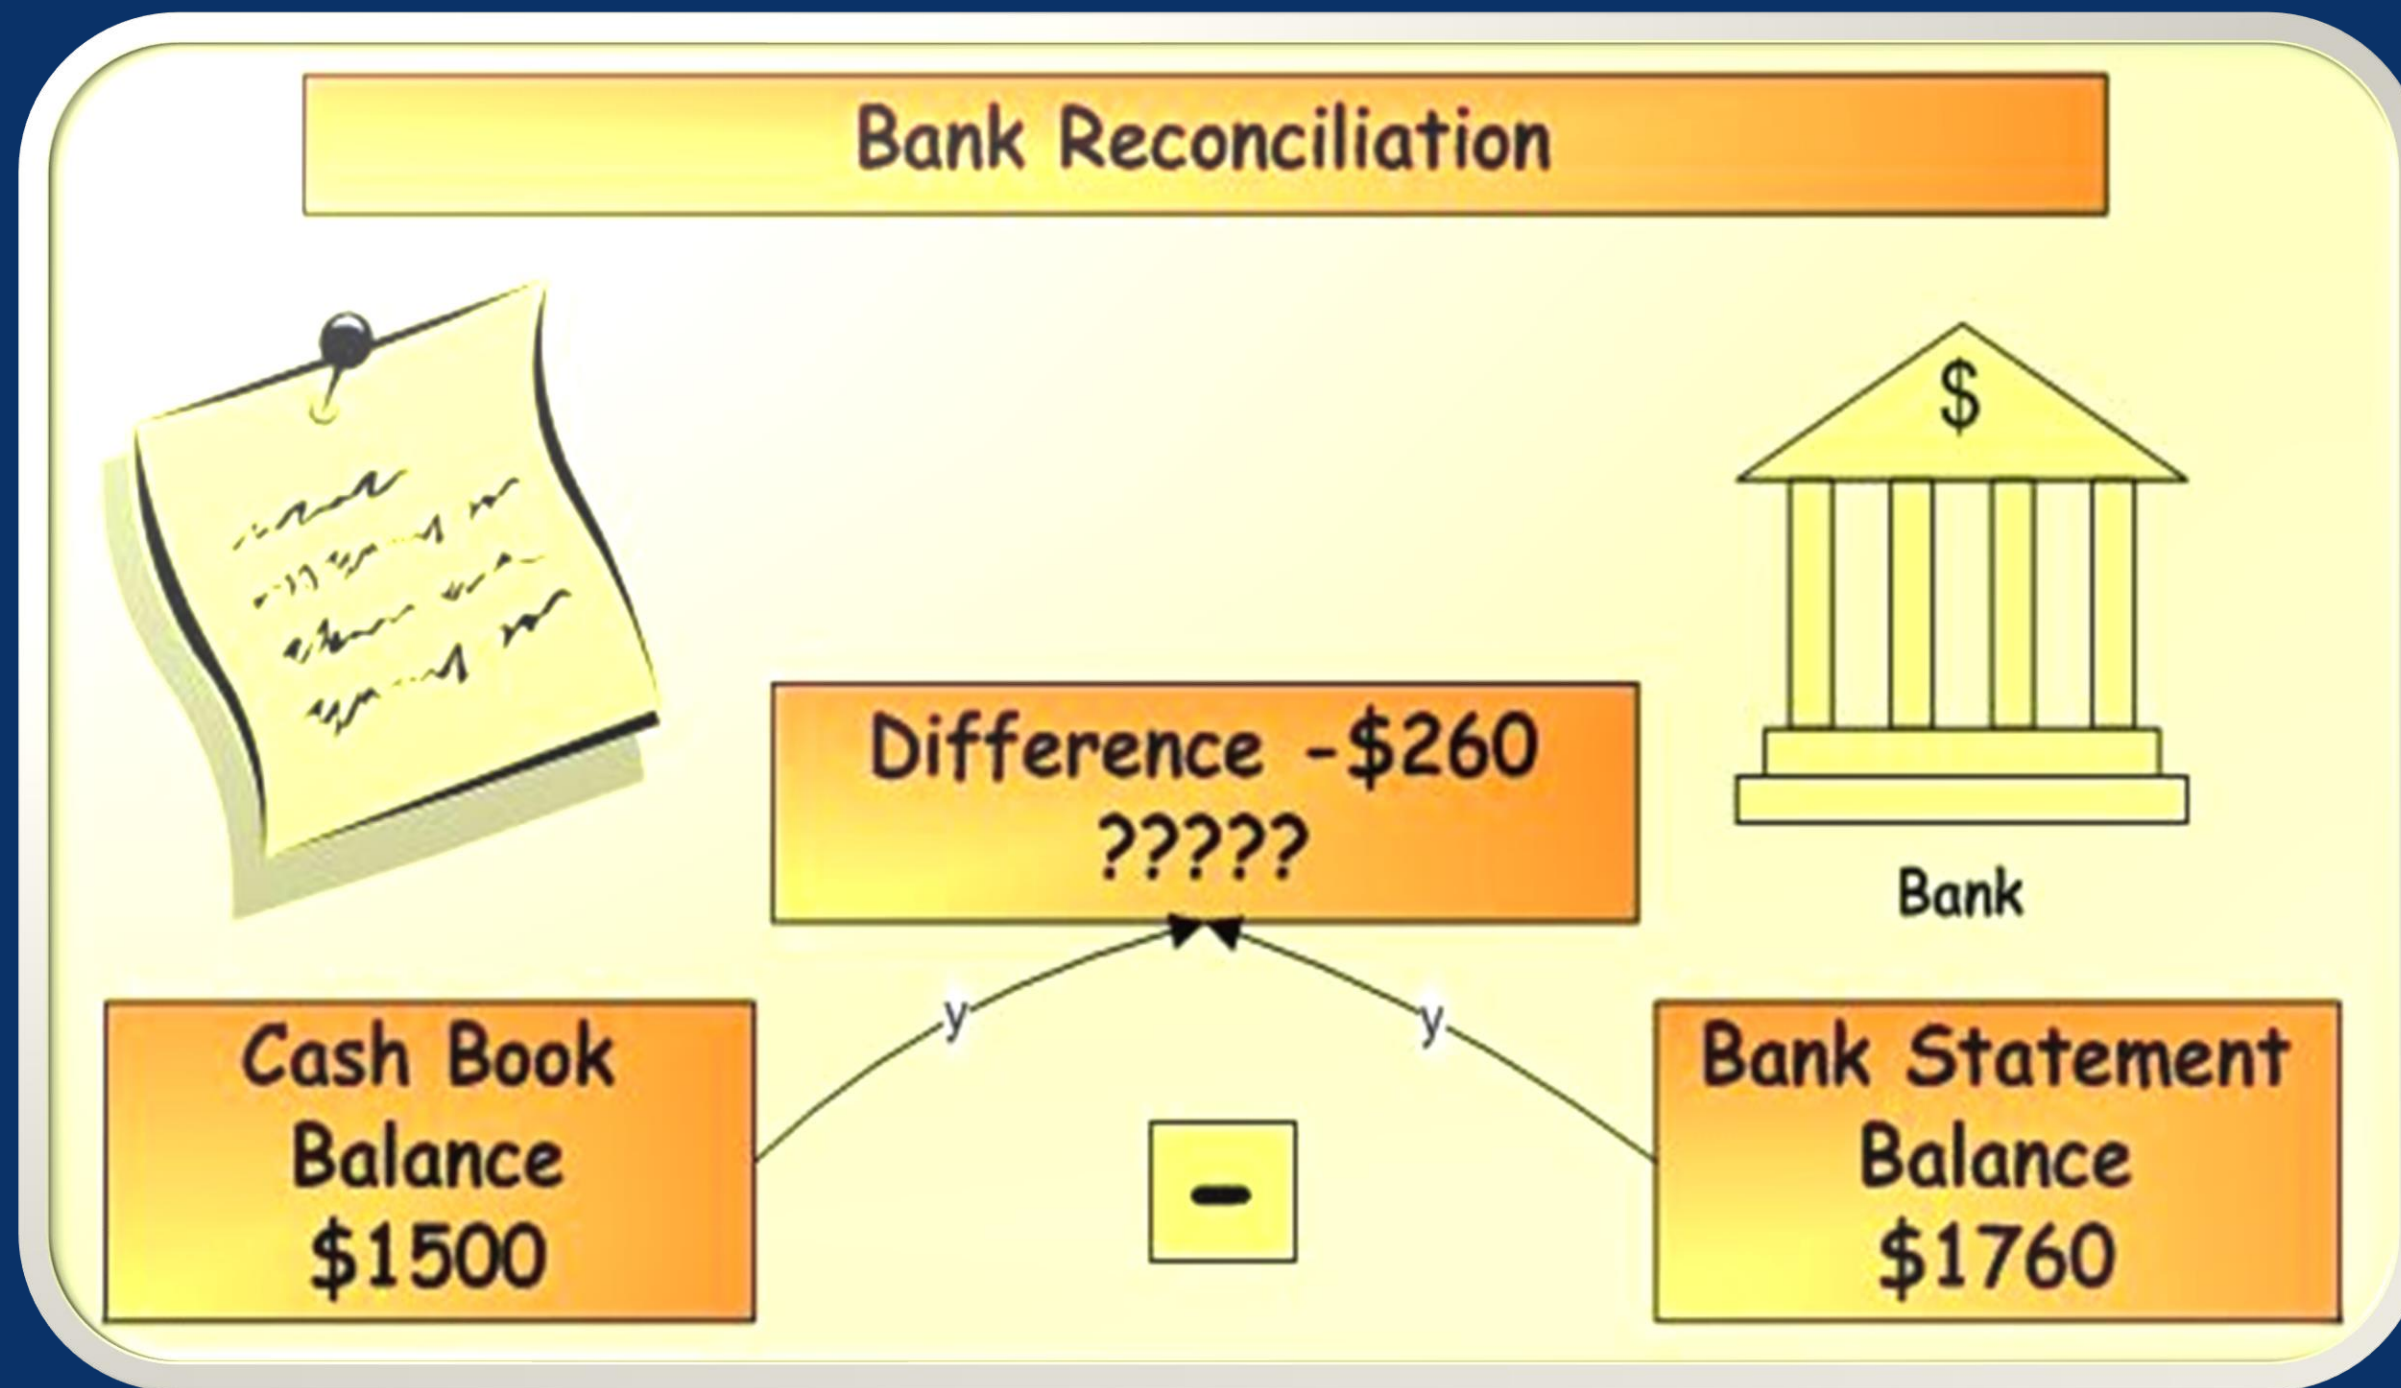 Bank Reconciliation
$
Difference -$260
?????
Bank
y
y
Cash Book
Balance
$1500
-
Bank Statement
Balance
$1760